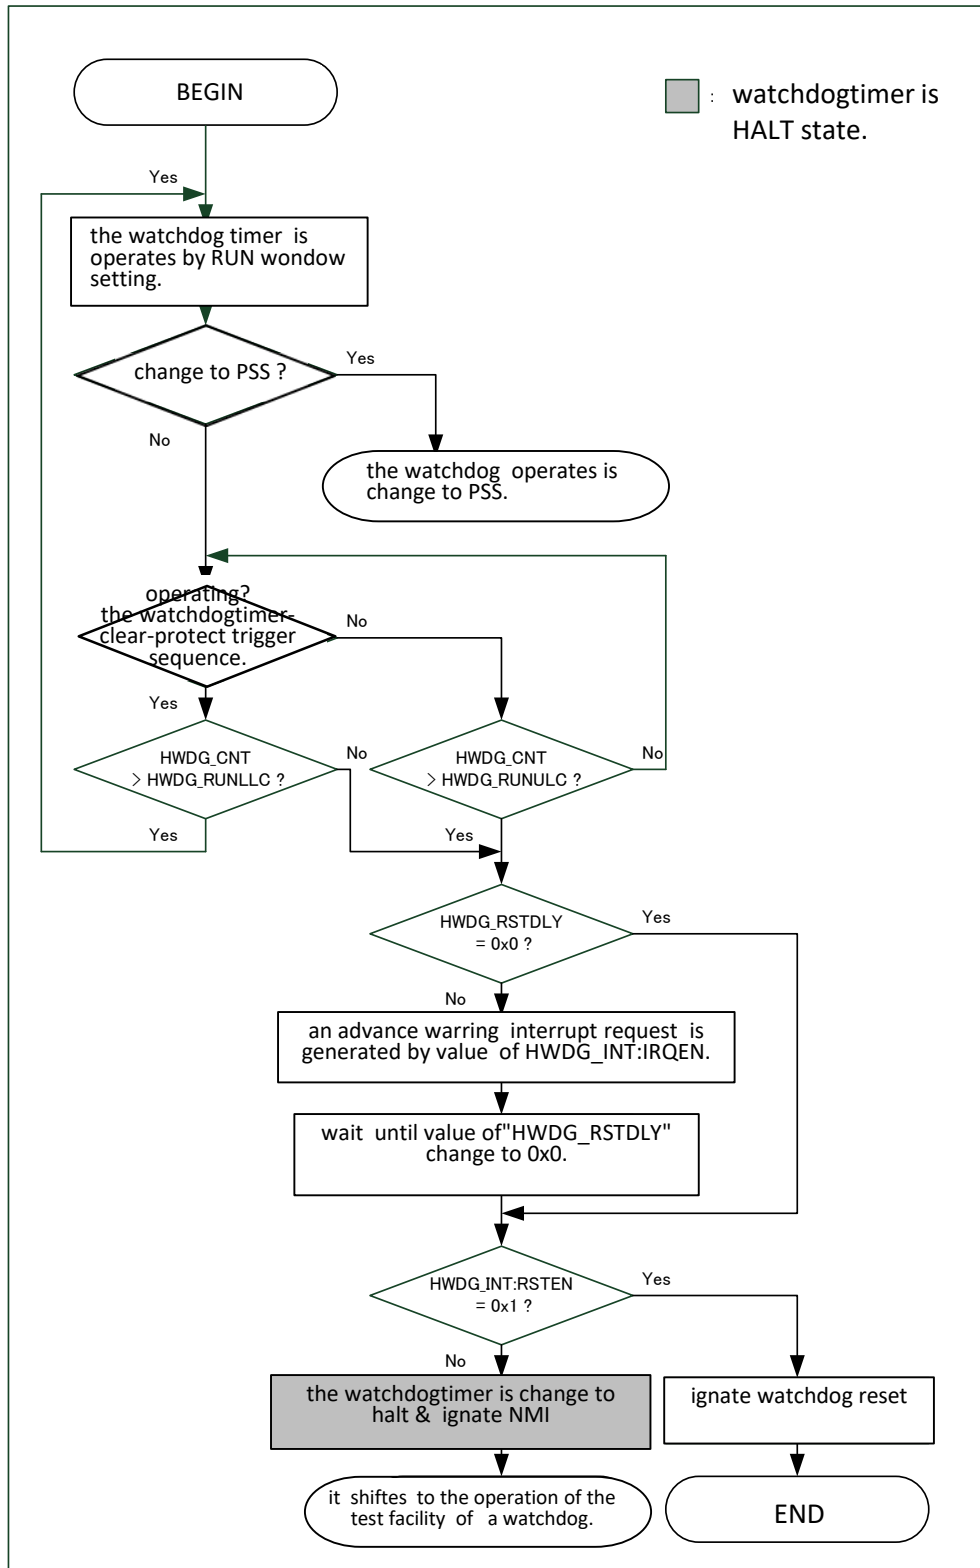 BEGIN
: watchdogtimer is
HALT state.
Yes
the watchdog timer is
operates by RUN wondow
setting.
change to PSS ?
Yes
No
the watchdog operates is
change to PSS.
operating?
the watchdogtimer-
clear-protect trigger
sequence.
No
Yes
HWDG_CNT
> HWDG_RUNLLC ?
No
HWDG_CNT
> HWDG_RUNULC ?
No
Yes
Yes
HWDG_RSTDLY
= 0x0 ?
Yes
No
an advance warring interrupt request is
generated by value of HWDG_INT:IRQEN.
wait until value of"HWDG_RSTDLY"
change to 0x0.
HWDG_INT:RSTEN
= 0x1 ?
Yes
No
the watchdogtimer is change to
halt & ignate NMI
ignate watchdog reset
it shiftes to the operation of the
test facility of a watchdog.
END